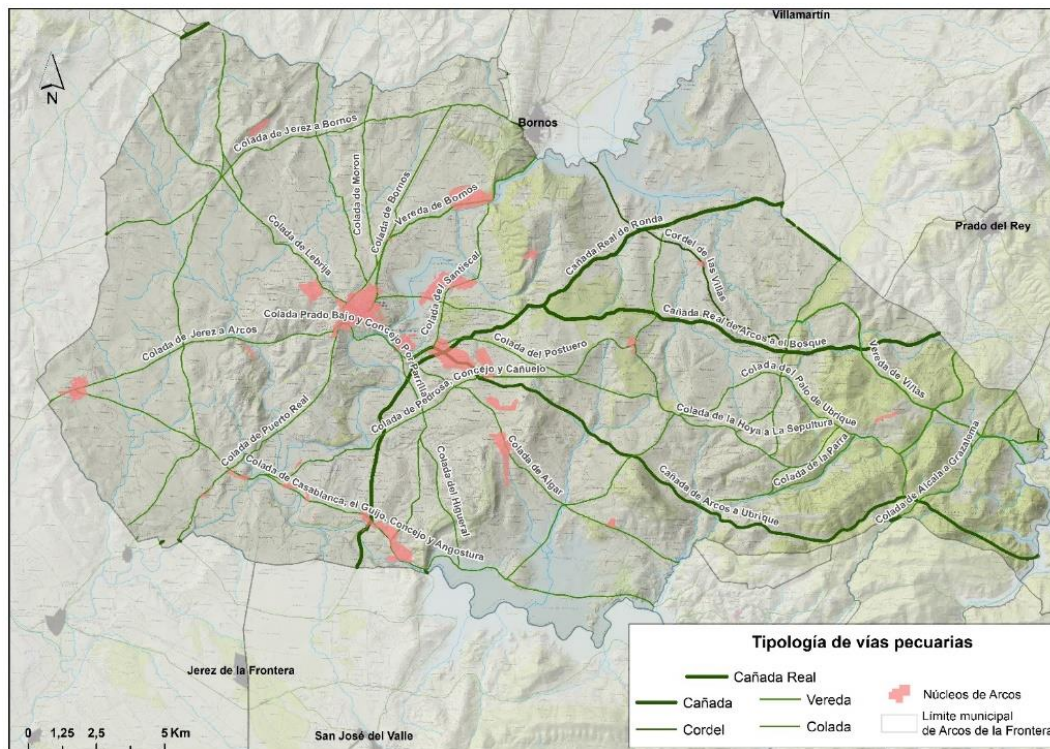 Villamartín
N
Bornos
Prado del Rey
Colada de Jerez a Bornos
Colada de Moron
Colada de Bornos
Vereda de Bornos
Colada de Lebrija
Colada del Santiscal
Cañada Real de Ronda
Cordel de las Villas
Colada Prado Bajo y Concejo Por Parrilla
Colada de Jerez a Arcos
Cañada Real de Arcos a el Bosque
Colada del Postuero
Vereda de Villas
Colada de Pedrosa, Concejo y Cañuelo
Colada del Palo de Ubrique
Colada de Puerto Real
Colada de la Hoya a La Sepultura
Colada de la Parra
Colada de Algar
Colada de Casablanca, el Guijo, Concejo y Angostura
Colada del Higueral
Cañada de Arcos a Ubrique
Colada de Alcala a Grazalema
Jerez de la Frontera
San José del Valle
0 1,25 2,5 5 Km
Tipología de vías pecuarias
Cañada Real
Cañada
Vereda
Núcleos de Arcos
Cordel
Colada
Límite municipal
de Arcos de la Frontera